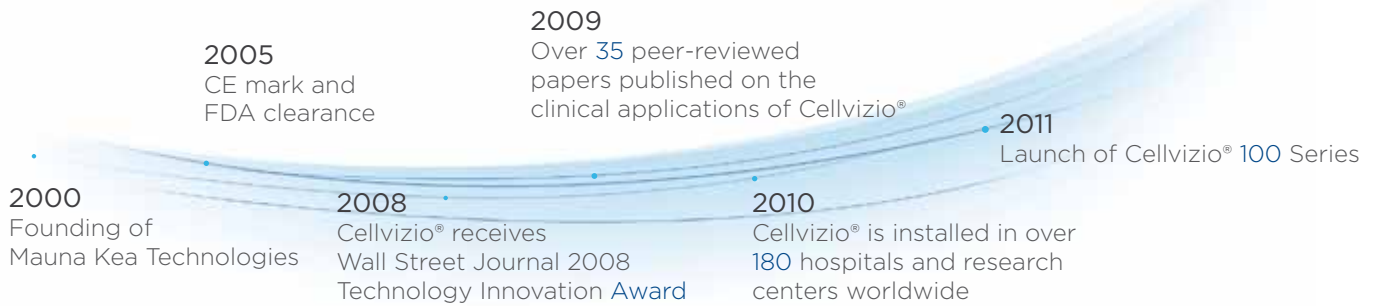 2000
Founding of
Mauna Kea Technologies
2005
CE mark and
FDA clearance
2008
Cellvizio® receives
Wall Street Journal 2008
Technology Innovation Award
2009
Over 35 peer-reviewed
papers published on the
clinical applications of Cellvizio®
2010
Cellvizio® is installed in over
180 hospitals and research
centers worldwide
2011
Launch of Cellvizio® 100 Series